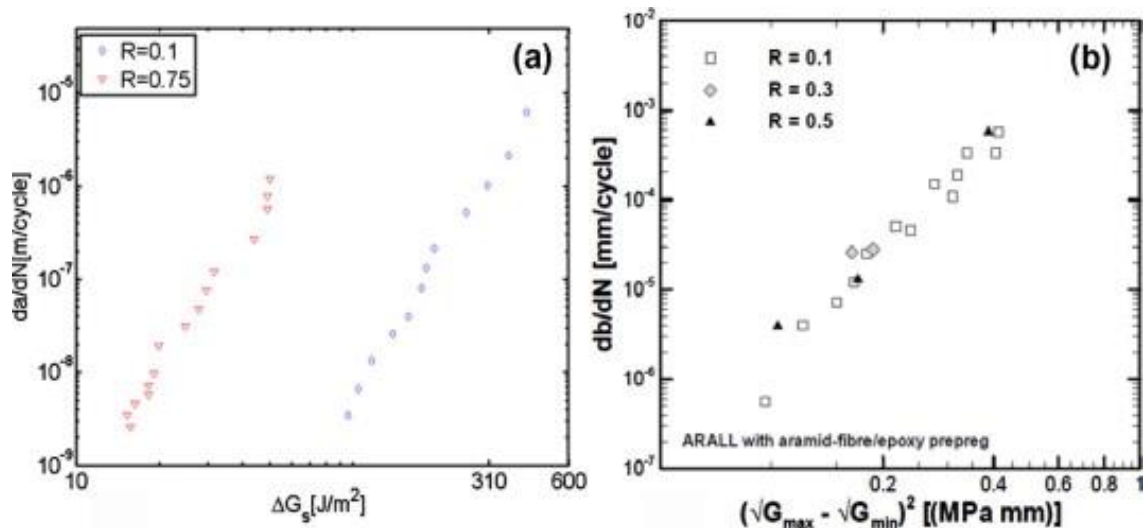 R=0.1
R=0.75
(a)
10⁻⁵
10⁻⁶
10⁻⁷
10⁻⁸
10⁻⁹
da/dN[m/cycle]
10 310 600
ΔGₛ[J/m²]
(b)
R = 0.1
R = 0.3
R = 0.5
10⁻²
10⁻³
10⁻⁴
10⁻⁵
10⁻⁶
10⁻⁷
db/dN [mm/cycle]
ARALL with aramid-fibre/epoxy prepreg
0.2 0.4 0.6 0.8 1
(√Gₘₐₓ - √Gₘᵢₙ)² [(MPa mm)]